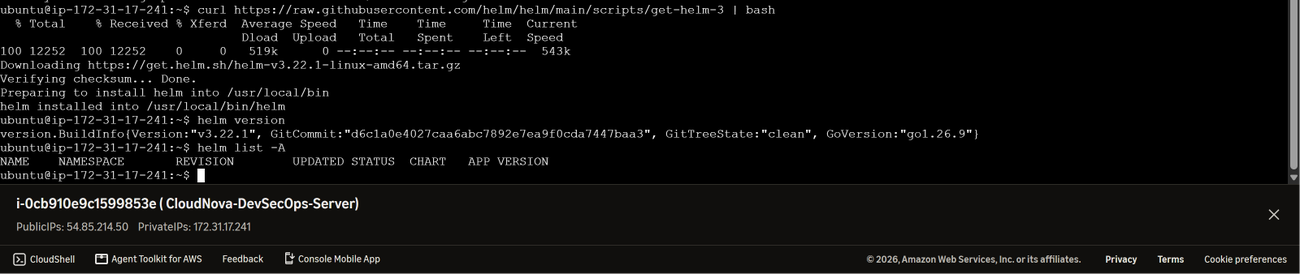 ubuntu@ip-172-31-17-241:~$ curl https://raw.githubusercontent.com/helm/helm/main/scripts/get-helm-3 | bash
% Total % Received % Xferd Average Speed Time Time Time Current
Dload Upload Total Spent Left Speed
100 12252 100 12252 0 0 519k 0 --:--:-- --:--:-- --:--:-- 543k
Downloading https://get.helm.sh/helm-v3.22.1-linux-amd64.tar.gz
Verifying checksum... Done.
Preparing to install helm into /usr/local/bin
helm installed into /usr/local/bin/helm
ubuntu@ip-172-31-17-241:~$ helm version
version.BuildInfo{Version:"v3.22.1", GitCommit:"d6c1a0e4027caa6abc7892e7ea9f0cda7447baa3", GitTreeState:"clean", GoVersion:"go1.26.9"}
ubuntu@ip-172-31-17-241:~$ helm list -A
NAME NAMESPACE REVISION UPDATED STATUS CHART APP VERSION
ubuntu@ip-172-31-17-241:~$
i-0cb910e9c1599853e (CloudNova-DevSecOps-Server)
PublicIPs: 54.85.214.50 PrivateIPs: 172.31.17.241
CloudShell Agent Toolkit for AWS Feedback Console Mobile App © 2026, Amazon Web Services, Inc. or its affiliates. Privacy Terms Cookie preferences